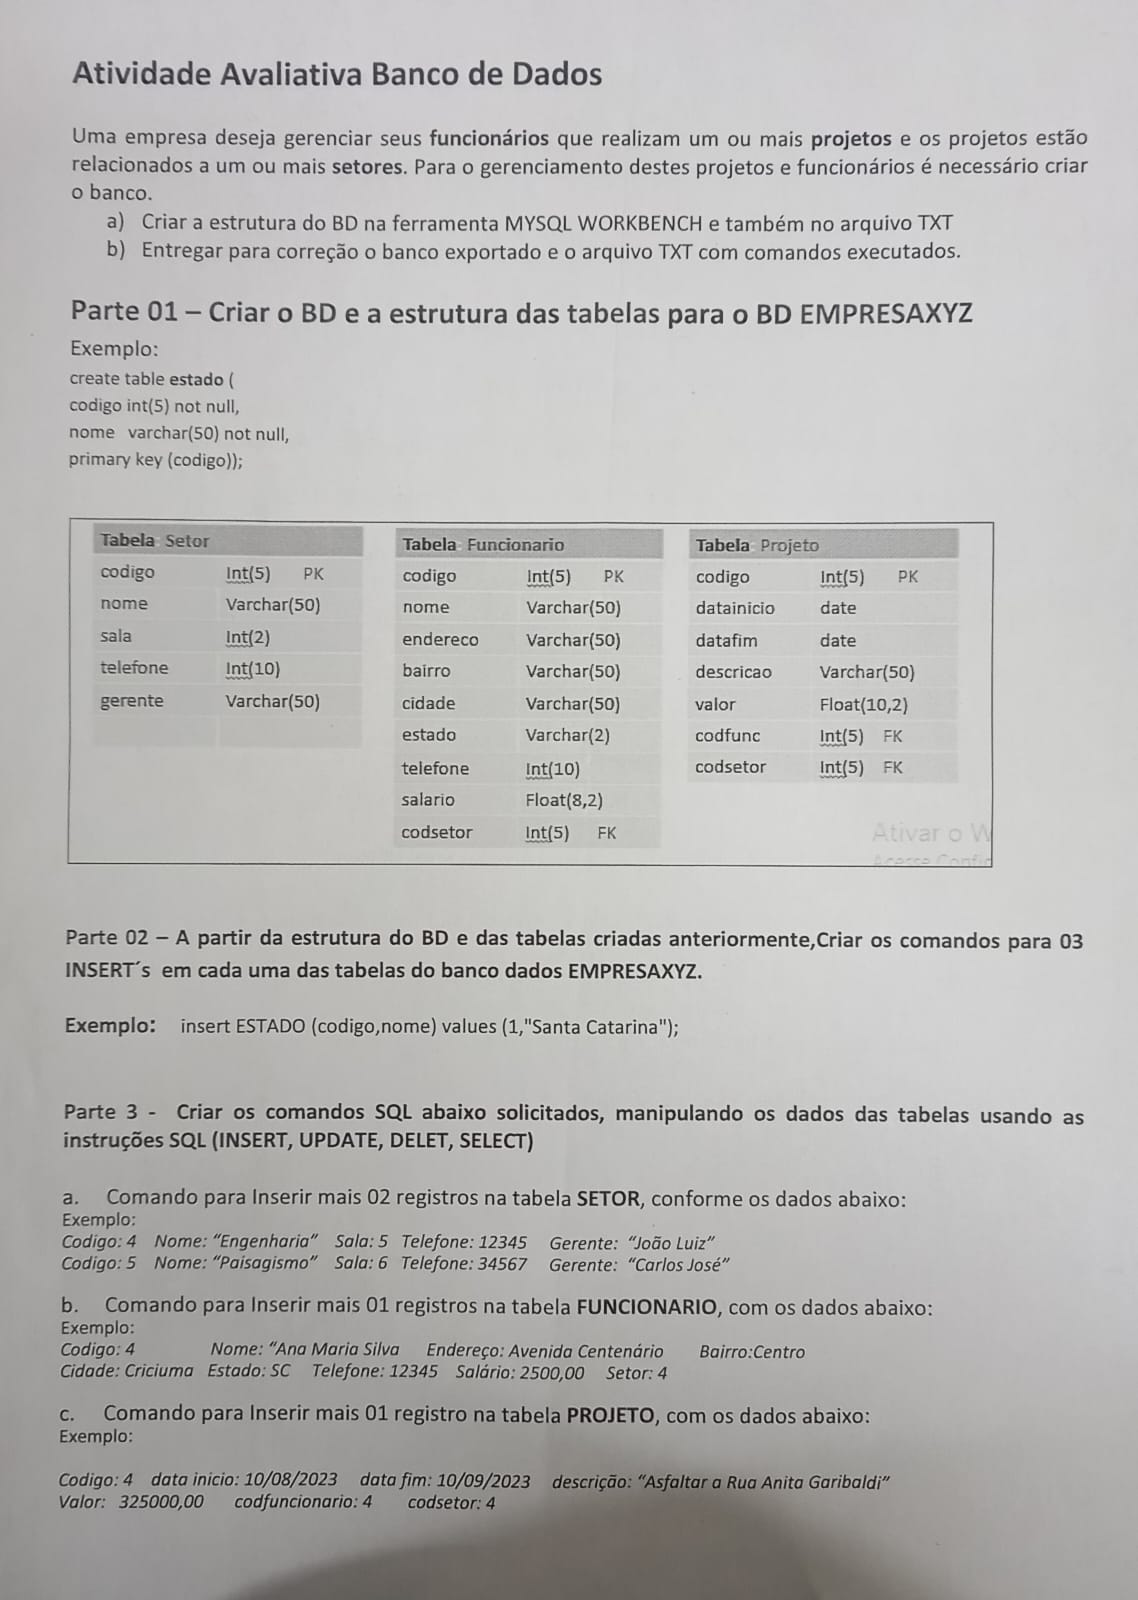 Atividade Avaliativa Banco de Dados
Uma empresa deseja gerenciar seus funcionários que realizam um ou mais projetos e os projetos estão
relacionados a um ou mais setores. Para o gerenciamento destes projetos e funcionários é necessário criar
o banco.
a) Criar a estrutura do BD na ferramenta MYSQL WORKBENCH e também no arquivo TXT
b) Entregar para correção o banco exportado e o arquivo TXT com comandos executados.
Parte 01 – Criar o BD e a estrutura das tabelas para o BD EMPRESAXYZ
Exemplo:
create table estado (
codigo int(5) not null,
nome varchar(50) not null,
primary key (codigo));
Tabela Setor
codigo Int(5) PK
nome Varchar(50)
sala Int(2)
telefone Int(10)
gerente Varchar(50)
Tabela Funcionario
codigo Int(5) PK
nome Varchar(50)
endereco Varchar(50)
bairro Varchar(50)
cidade Varchar(50)
estado Varchar(2)
telefone Int(10)
salario Float(8,2)
codsetor Int(5) FK
Tabela Projeto
codigo Int(5) PK
datainicio date
datafim date
descricao Varchar(50)
valor Float(10,2)
codfunc Int(5) FK
codsetor Int(5) FK
Ativar o W
Parte 02 – A partir da estrutura do BD e das tabelas criadas anteriormente,Criar os comandos para 03
INSERT´s em cada uma das tabelas do banco dados EMPRESAXYZ.
Exemplo: insert ESTADO (codigo,nome) values (1,"Santa Catarina");
Parte 3 - Criar os comandos SQL abaixo solicitados, manipulando os dados das tabelas usando as
instruções SQL (INSERT, UPDATE, DELET, SELECT)
a. Comando para Inserir mais 02 registros na tabela SETOR, conforme os dados abaixo:
Exemplo:
Codigo: 4 Nome: “Engenharia” Sala: 5 Telefone: 12345 Gerente: “João Luiz”
Codigo: 5 Nome: “Paisagismo” Sala: 6 Telefone: 34567 Gerente: “Carlos José”
b. Comando para Inserir mais 01 registros na tabela FUNCIONARIO, com os dados abaixo:
Exemplo:
Codigo: 4 Nome: “Ana Maria Silva Endereço: Avenida Centenário Bairro:Centro
Cidade: Criciuma Estado: SC Telefone: 12345 Salário: 2500,00 Setor: 4
c. Comando para Inserir mais 01 registro na tabela PROJETO, com os dados abaixo:
Exemplo:
Codigo: 4 data inicio: 10/08/2023 data fim: 10/09/2023 descrição: “Asfaltar a Rua Anita Garibaldi”
Valor: 325000,00 codfuncionario: 4 codsetor: 4